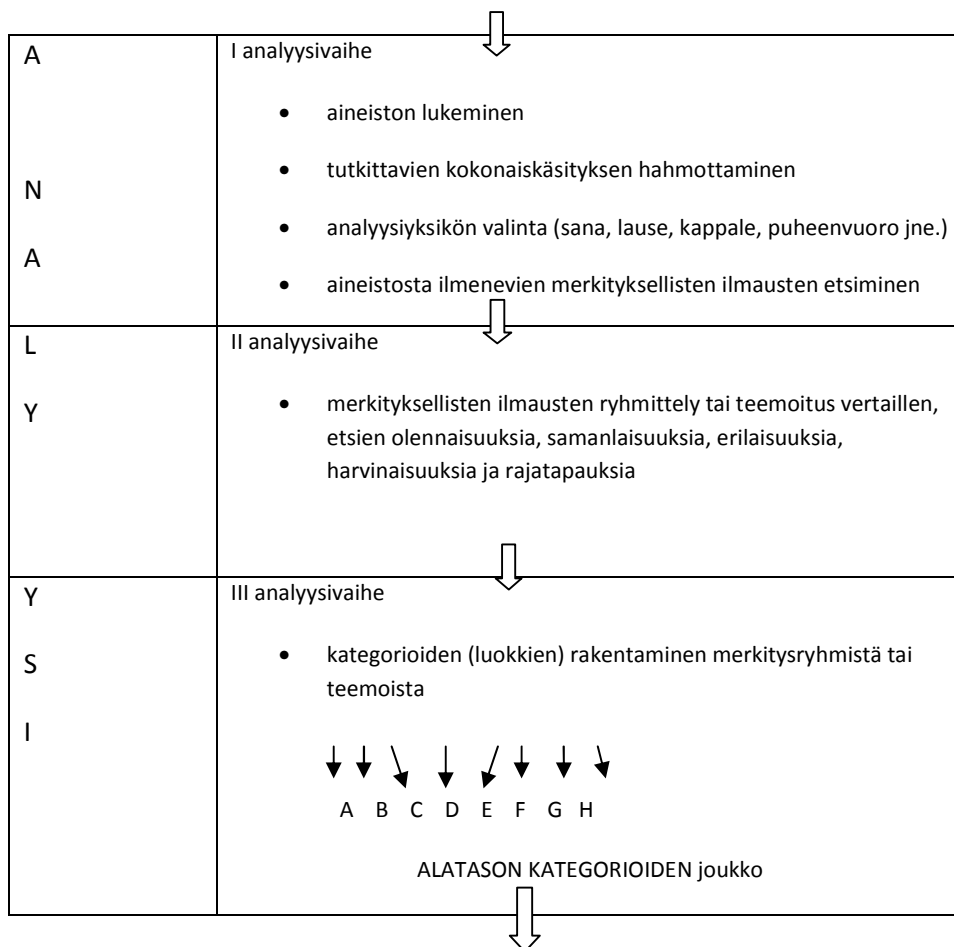 A
I analyysivaihe
• aineiston lukeminen
• tutkittavien kokonaiskäsityksen hahmottaminen
N
• analyysiyksikön valinta (sana, lause, kappale, puheenvuoro jne.)
A
• aineistosta ilmenevien merkityksellisten ilmausten etsiminen
L
II analyysivaihe
Y
• merkityksellisten ilmausten ryhmittely tai teemoitus vertaillen,
etsien olennaisuuksia, samanlaisuuksia, erilaisuuksia,
harvinaisuuksia ja rajatapauksia
Y
III analyysivaihe
S
• kategorioiden (luokkien) rakentaminen merkitysryhmistä tai
teemoista
I
A B C D E F G H
ALATASON KATEGORIOIDEN joukko